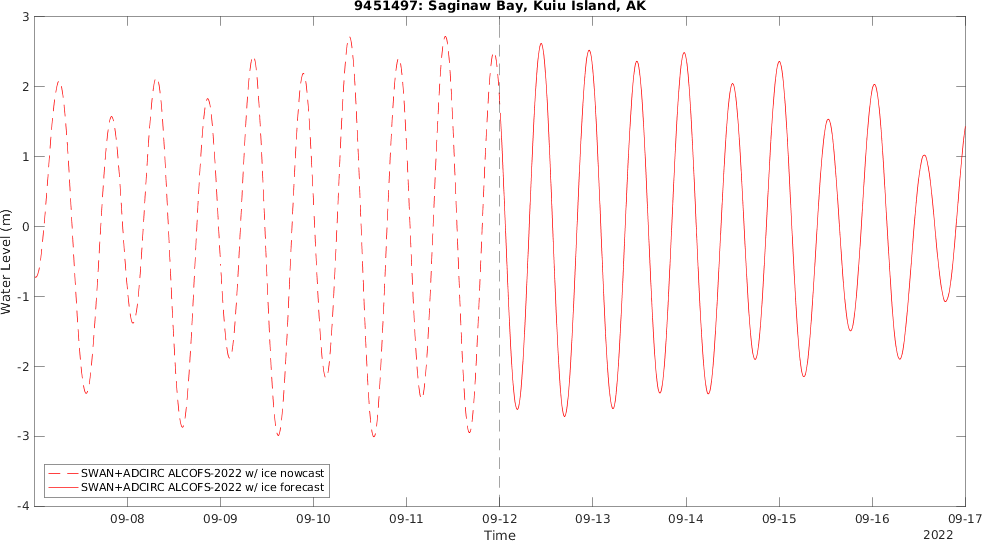 9451497: Saginaw Bay, Kuiu Island, AK
Water Level (m)
3
2
1
0
-1
-2
-3
-4
SWAN+ADCIRC ALCOFS-2022 w/ ice nowcast
SWAN+ADCIRC ALCOFS-2022 w/ ice forecast
09-08 09-09 09-10 09-11 09-12 09-13 09-14 09-15 09-16 09-17
Time
2022